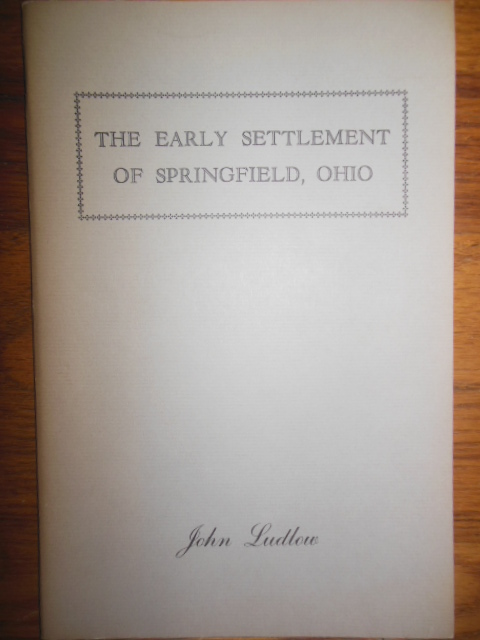 THE EARLY SETTLEMENT
OF SPRINGFIELD, OHIO
John Ludlow